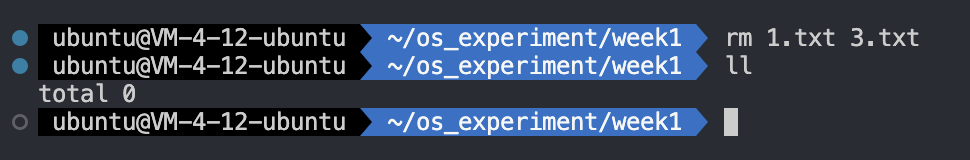 ubuntu@VM-4-12-ubuntu ~/os_experiment/week1 rm 1.txt 3.txt
ubuntu@VM-4-12-ubuntu ~/os_experiment/week1 ll
total 0
ubuntu@VM-4-12-ubuntu ~/os_experiment/week1